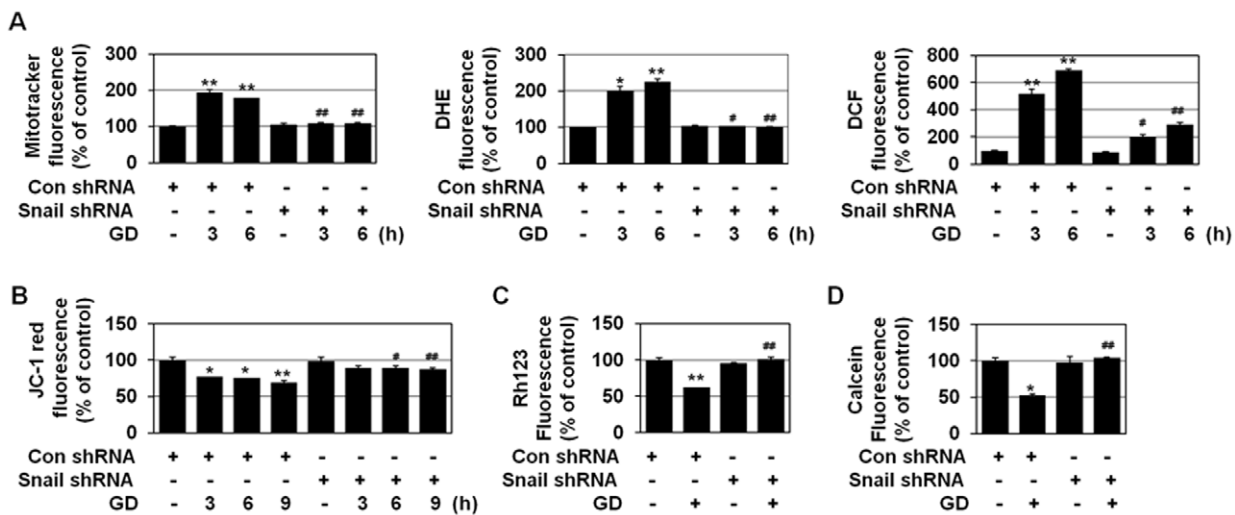 A
Mitotracker
fluorescence
(% of control)
300
200
100
0
**
**
##
##
Con shRNA + + + - - -
Snail shRNA - - - + + +
GD - 3 6 - 3 6 (h)
DHE
fluorescence
(% of control)
300
200
100
0
*
**
#
##
Con shRNA + + + - - -
Snail shRNA - - - + + +
GD - 3 6 - 3 6 (h)
DCF
fluorescence
(% of control)
800
600
400
200
0
**
**
#
##
Con shRNA + + + - - -
Snail shRNA - - - + + +
GD - 3 6 - 3 6 (h)
B
JC-1 red
fluorescence
(% of control)
150
100
50
0
*
*
**
#
##
Con shRNA + + + + - - - -
Snail shRNA - - - - + + + +
GD - 3 6 9 - 3 6 9 (h)
C
Rh123
Fluorescence
(% of control)
150
100
50
0
**
##
Con shRNA + + - -
Snail shRNA - - + +
GD - + - +
D
Calcein
Fluorescence
(% of control)
150
100
50
0
*
##
Con shRNA + + - -
Snail shRNA - - + +
GD - + - +